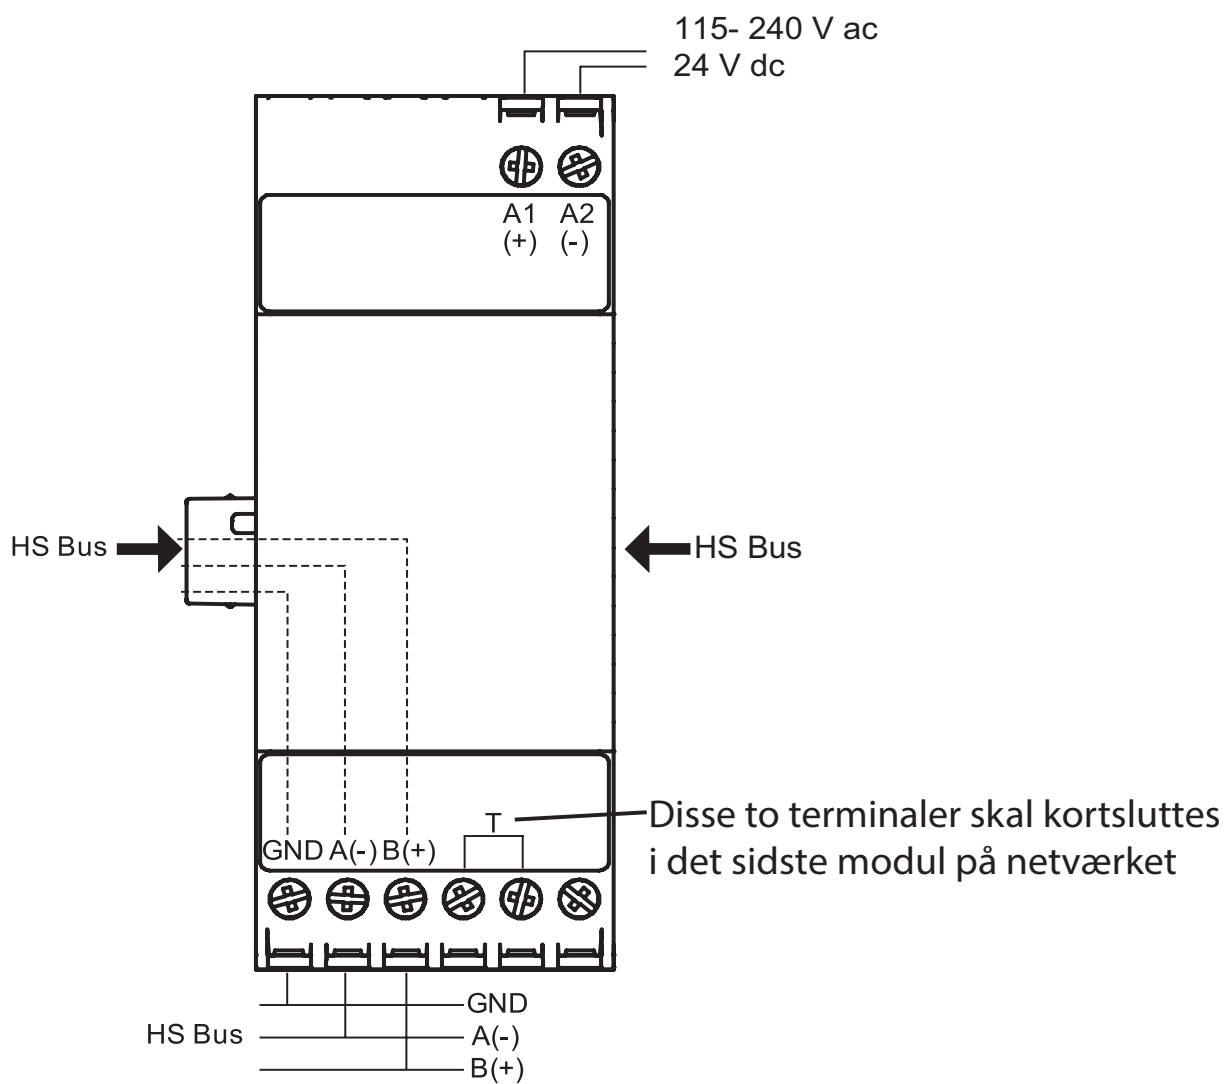 115- 240 V ac
24 V dc
A1 A2
(+) (-)
HS Bus
HS Bus
T
Disse to terminaler skal kortsluttes
i det sidste modul på netværket
GND A(-) B(+)
GND
HS Bus
A(-)
B(+)